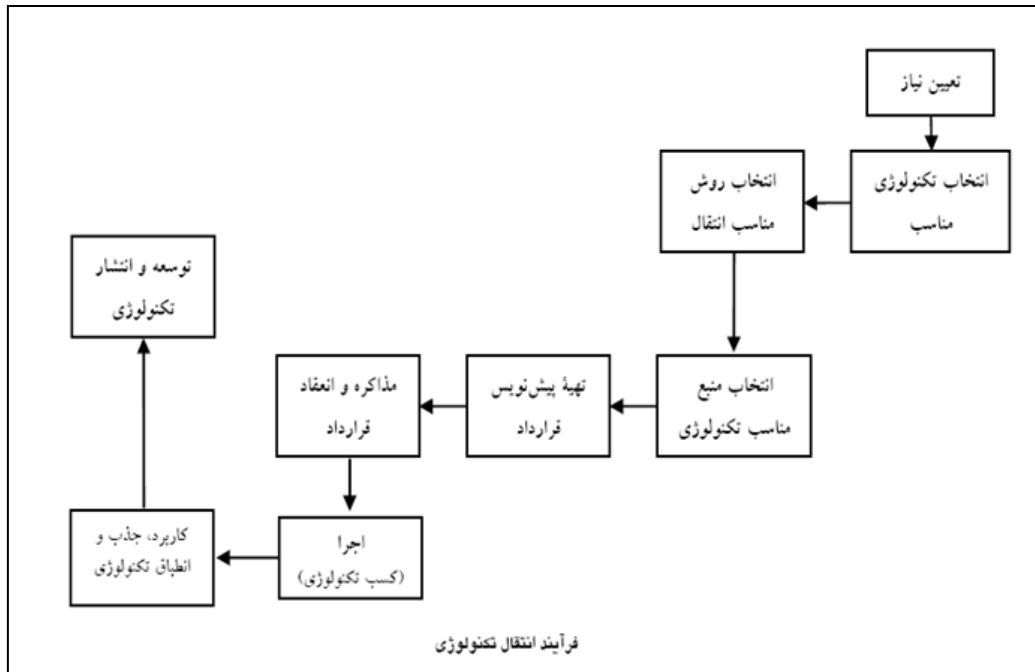 تعیین نیاز
انتخاب تکنولوژی
مناسب
انتخاب روش
مناسب انتقال
انتخاب منبع
مناسب تکنولوژی
تهیۀ پیش‌نویس
قرارداد
مذاکره و انعقاد
قرارداد
اجرا
(کسب تکنولوژی)
کاربرد، جذب و
انطباق تکنولوژی
توسعه و انتشار
تکنولوژی
فرآیند انتقال تکنولوژی